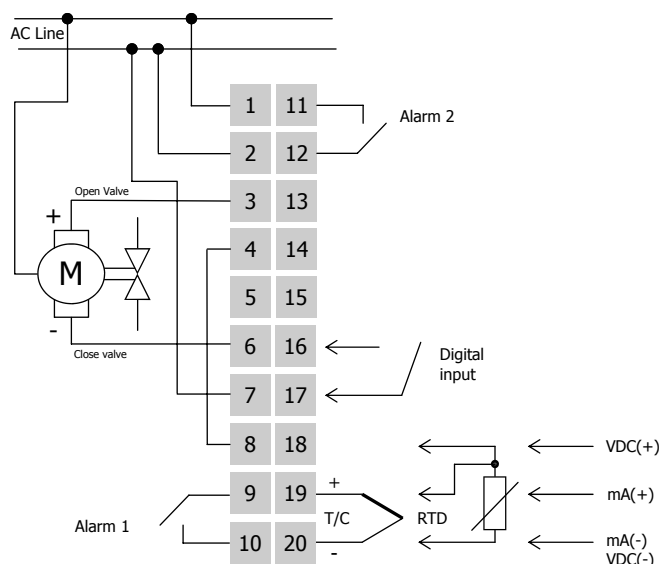 AC Line
1 11
Alarm 2
2 12
Open Valve
3 13
+
4 14
M
5 15
-
6 16
Close valve
Digital
input
7 17
8 18
VDC(+)
9 19
+
mA(+)
T/C
RTD
Alarm 1
10 20
-
mA(-)
VDC(-)